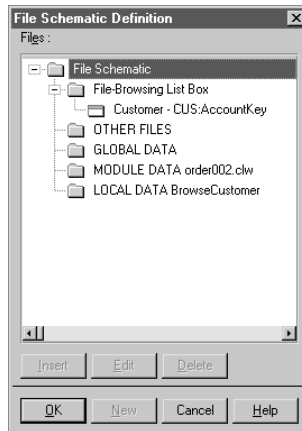 File Schematic Definition
Files :
File Schematic
File-Browsing List Box
Customer - CUS:AccountKey
OTHER FILES
GLOBAL DATA
MODULE DATA order002.clw
LOCAL DATA BrowseCustomer
Insert Edit Delete
OK New Cancel Help